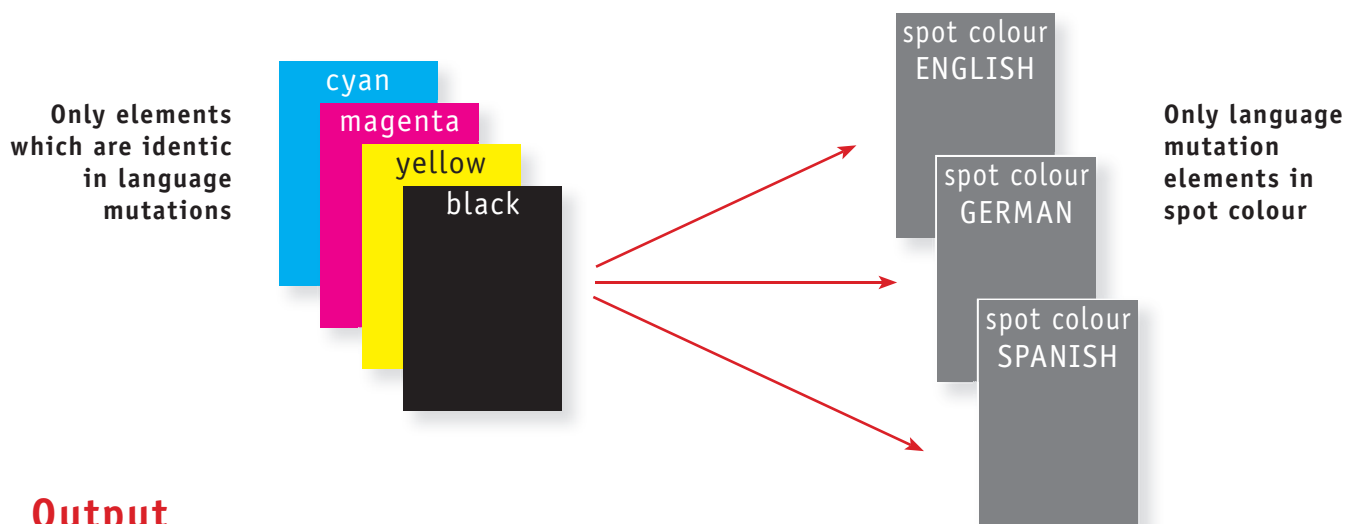 Only elements
which are identic
in language
mutations
cyan
magenta
yellow
black
spot colour
ENGLISH
spot colour
GERMAN
spot colour
SPANISH
Only language
mutation
elements in
spot colour
Output